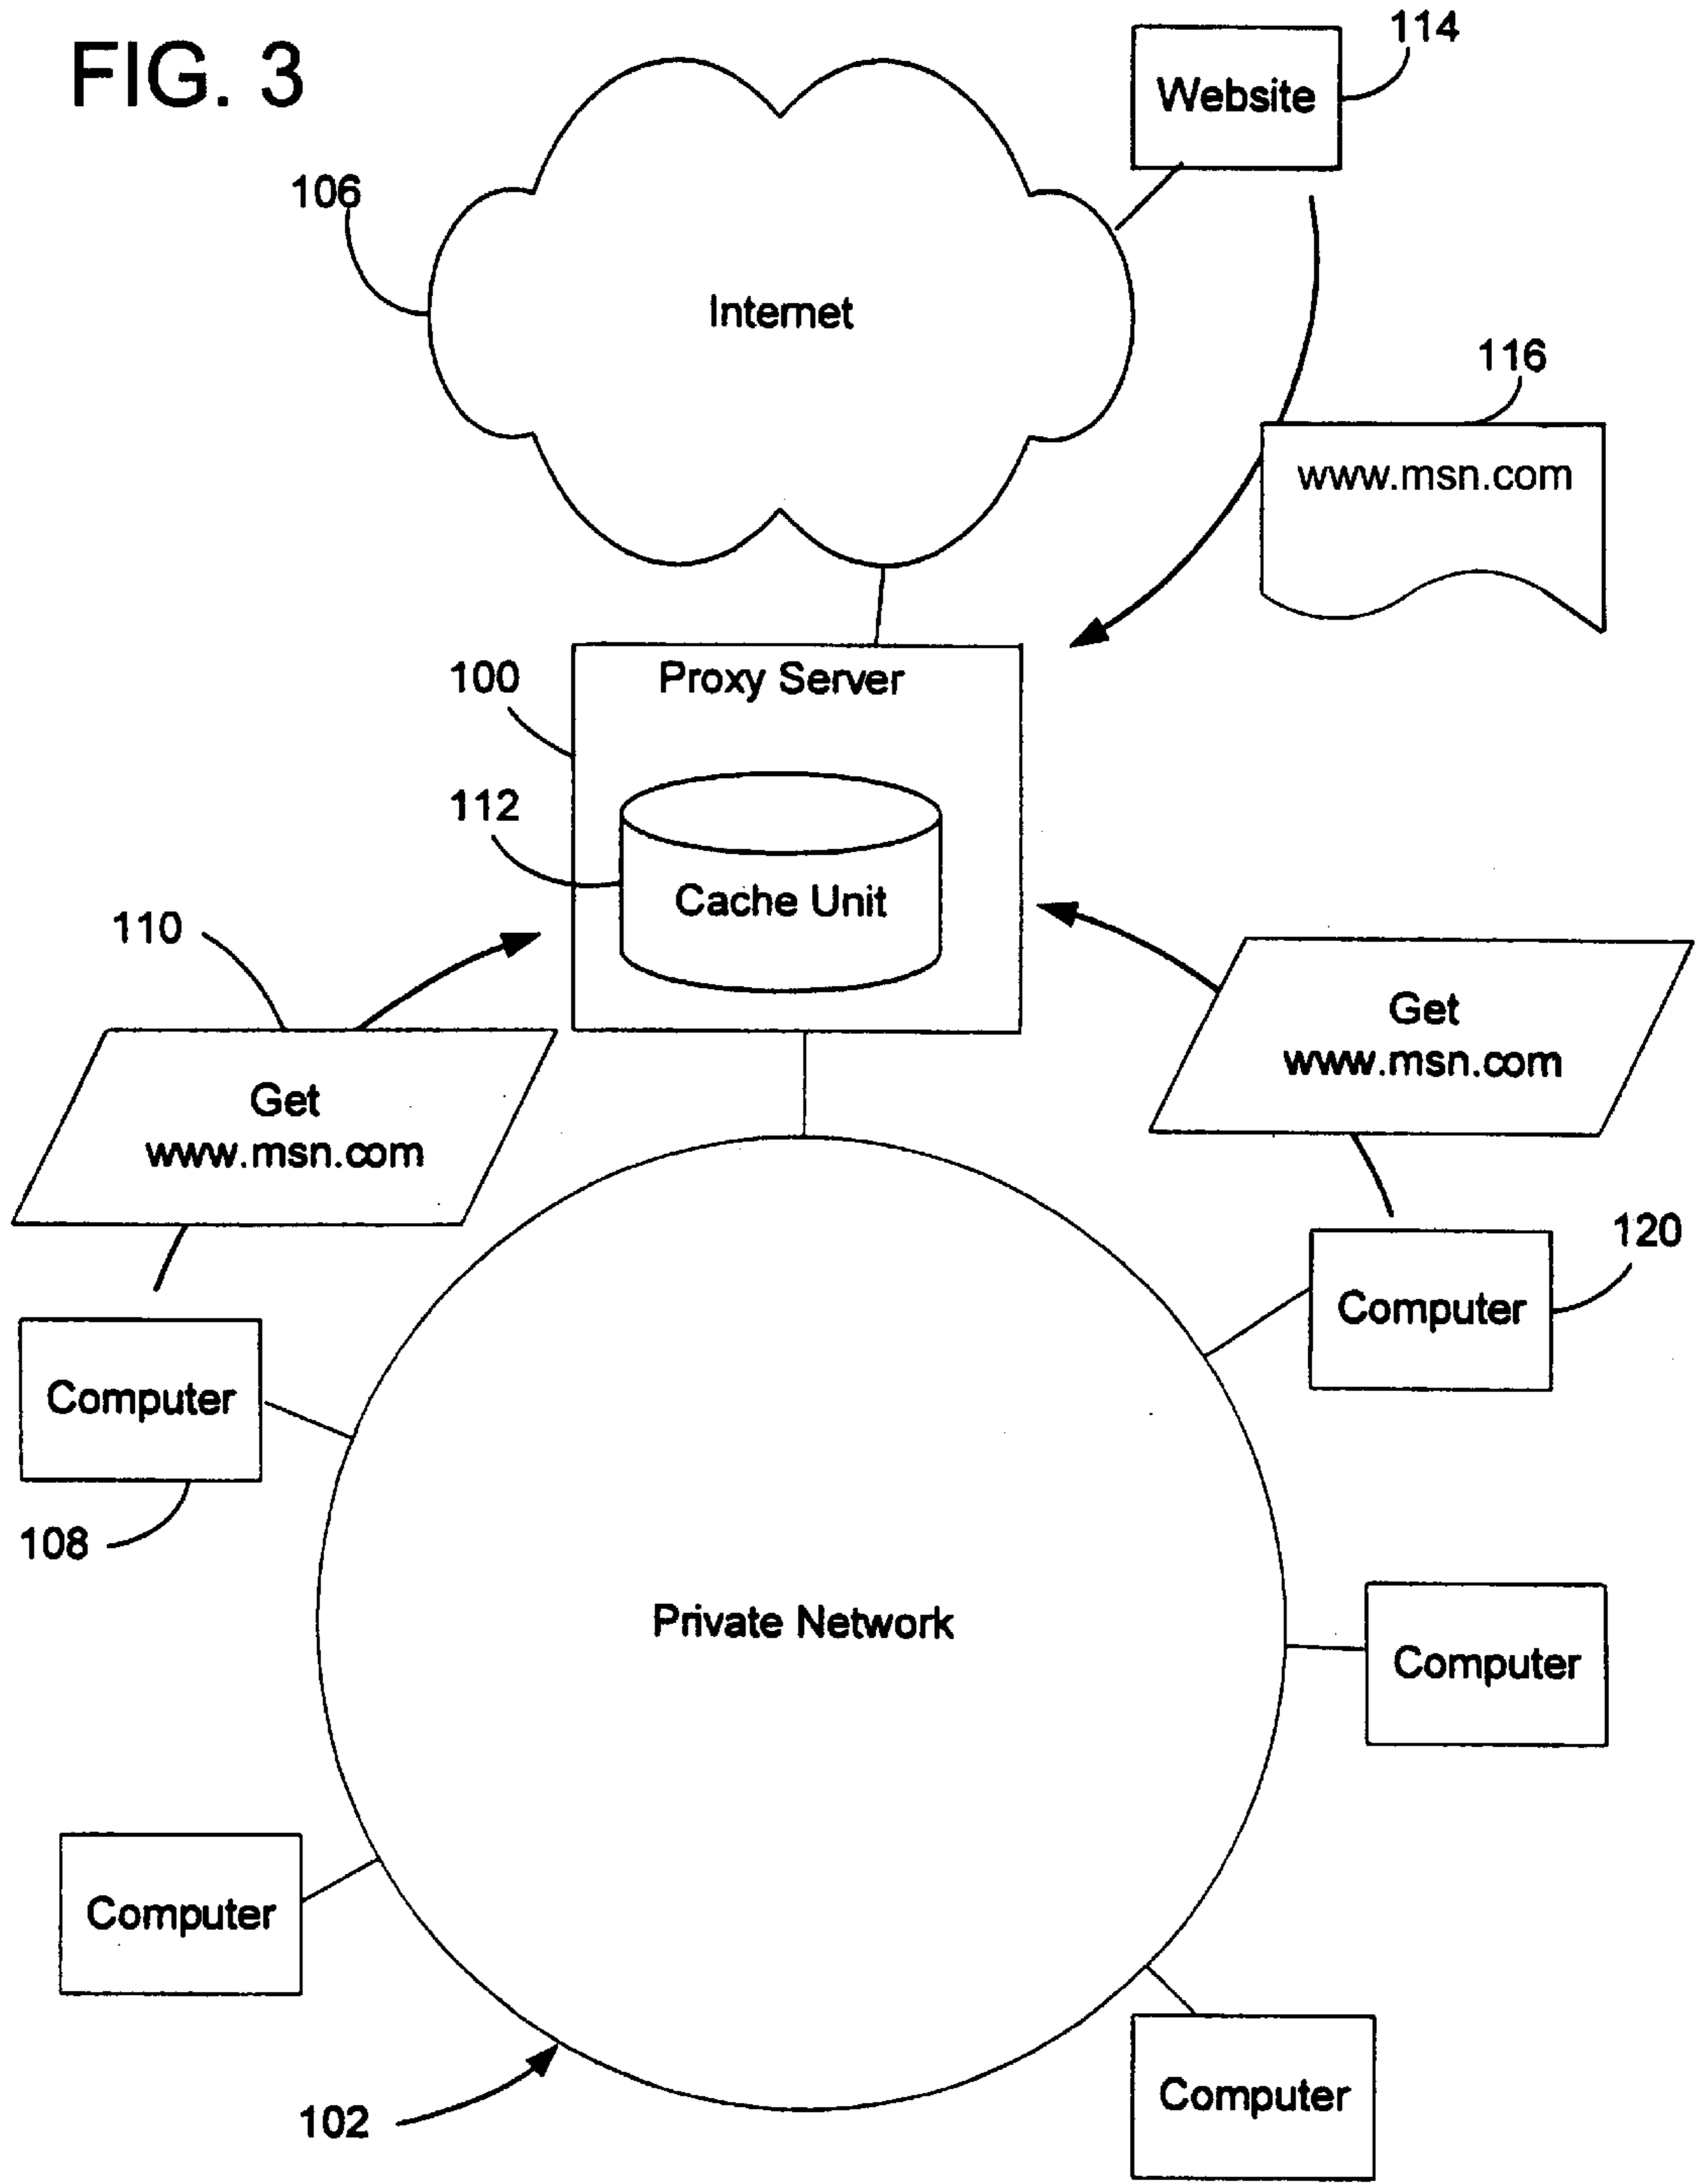 FIG. 3
114
Website
106
Internet
116
www.msn.com
100
Proxy Server
112
Cache Unit
110
Get
www.msn.com
Get
www.msn.com
120
Computer
Computer
108
Private Network
Computer
Computer
102
Computer